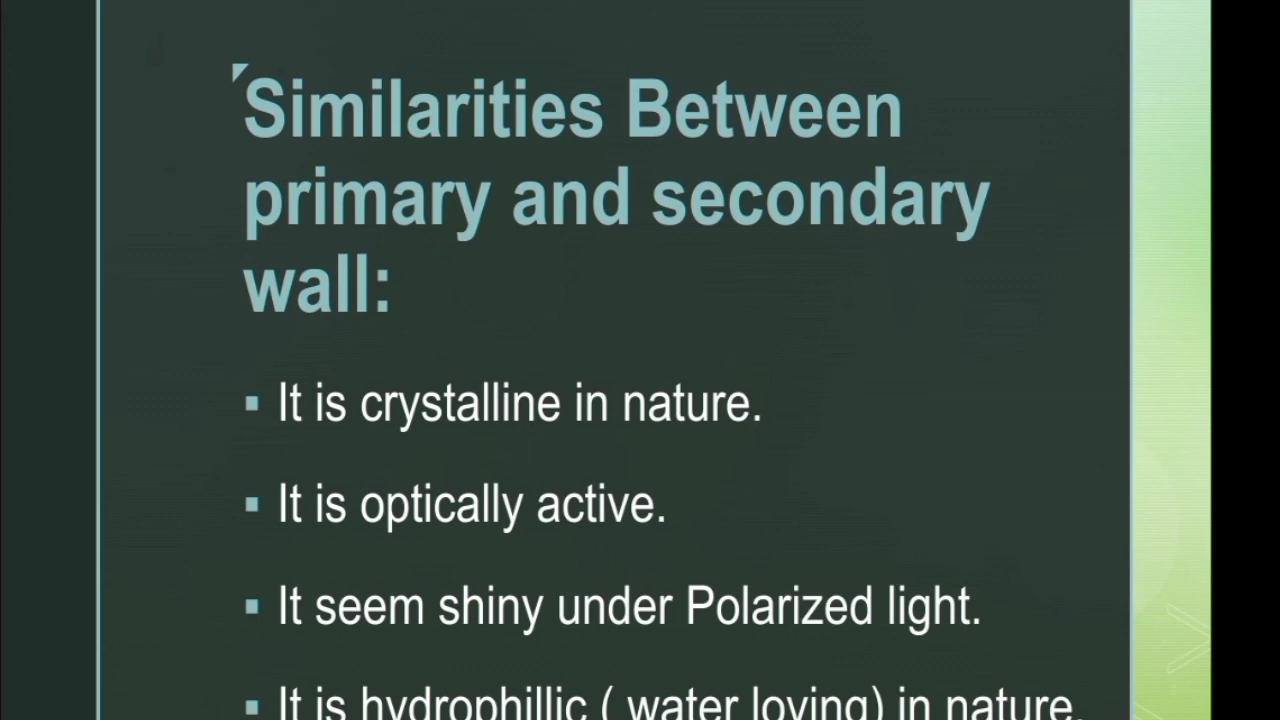 Similarities Between
primary and secondary
wall:
▪ It is crystalline in nature.
▪ It is optically active.
▪ It seem shiny under Polarized light.
▪ It is hydrophillic ( water loving) in nature.